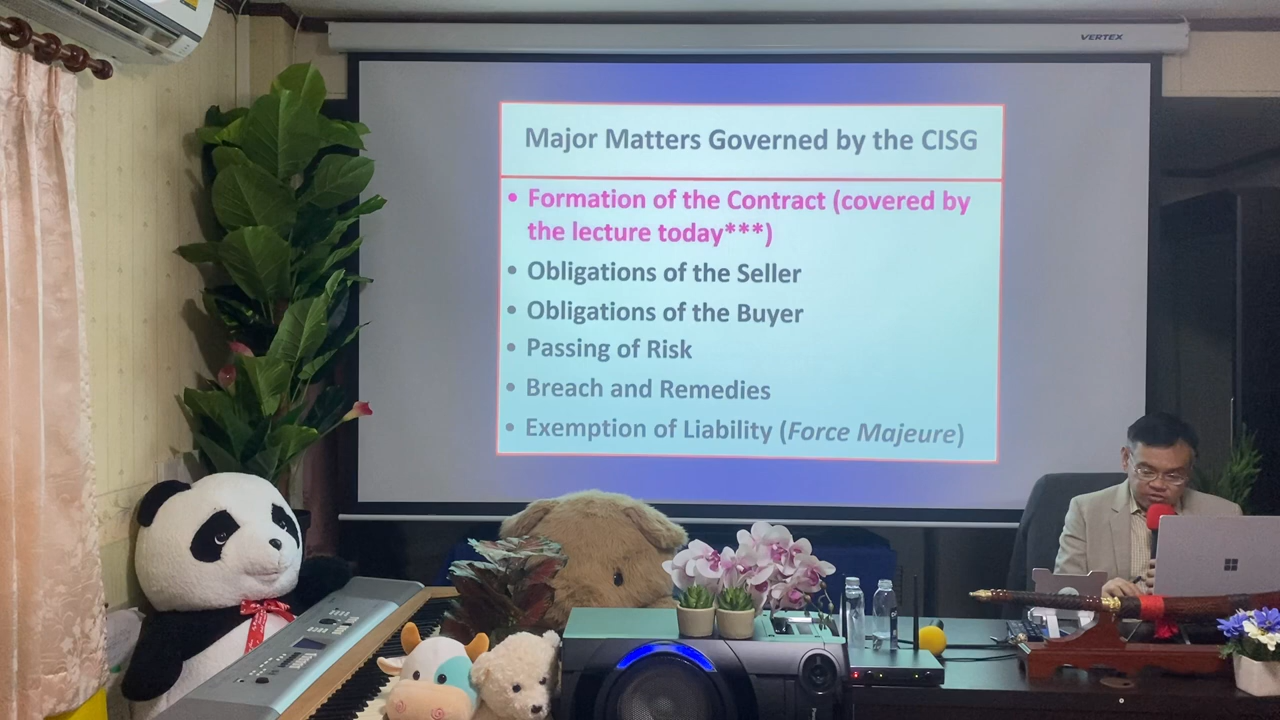 VERTEX
Major Matters Governed by the CISG
• Formation of the Contract (covered by
the lecture today***)
• Obligations of the Seller
• Obligations of the Buyer
• Passing of Risk
• Breach and Remedies
• Exemption of Liability (Force Majeure)